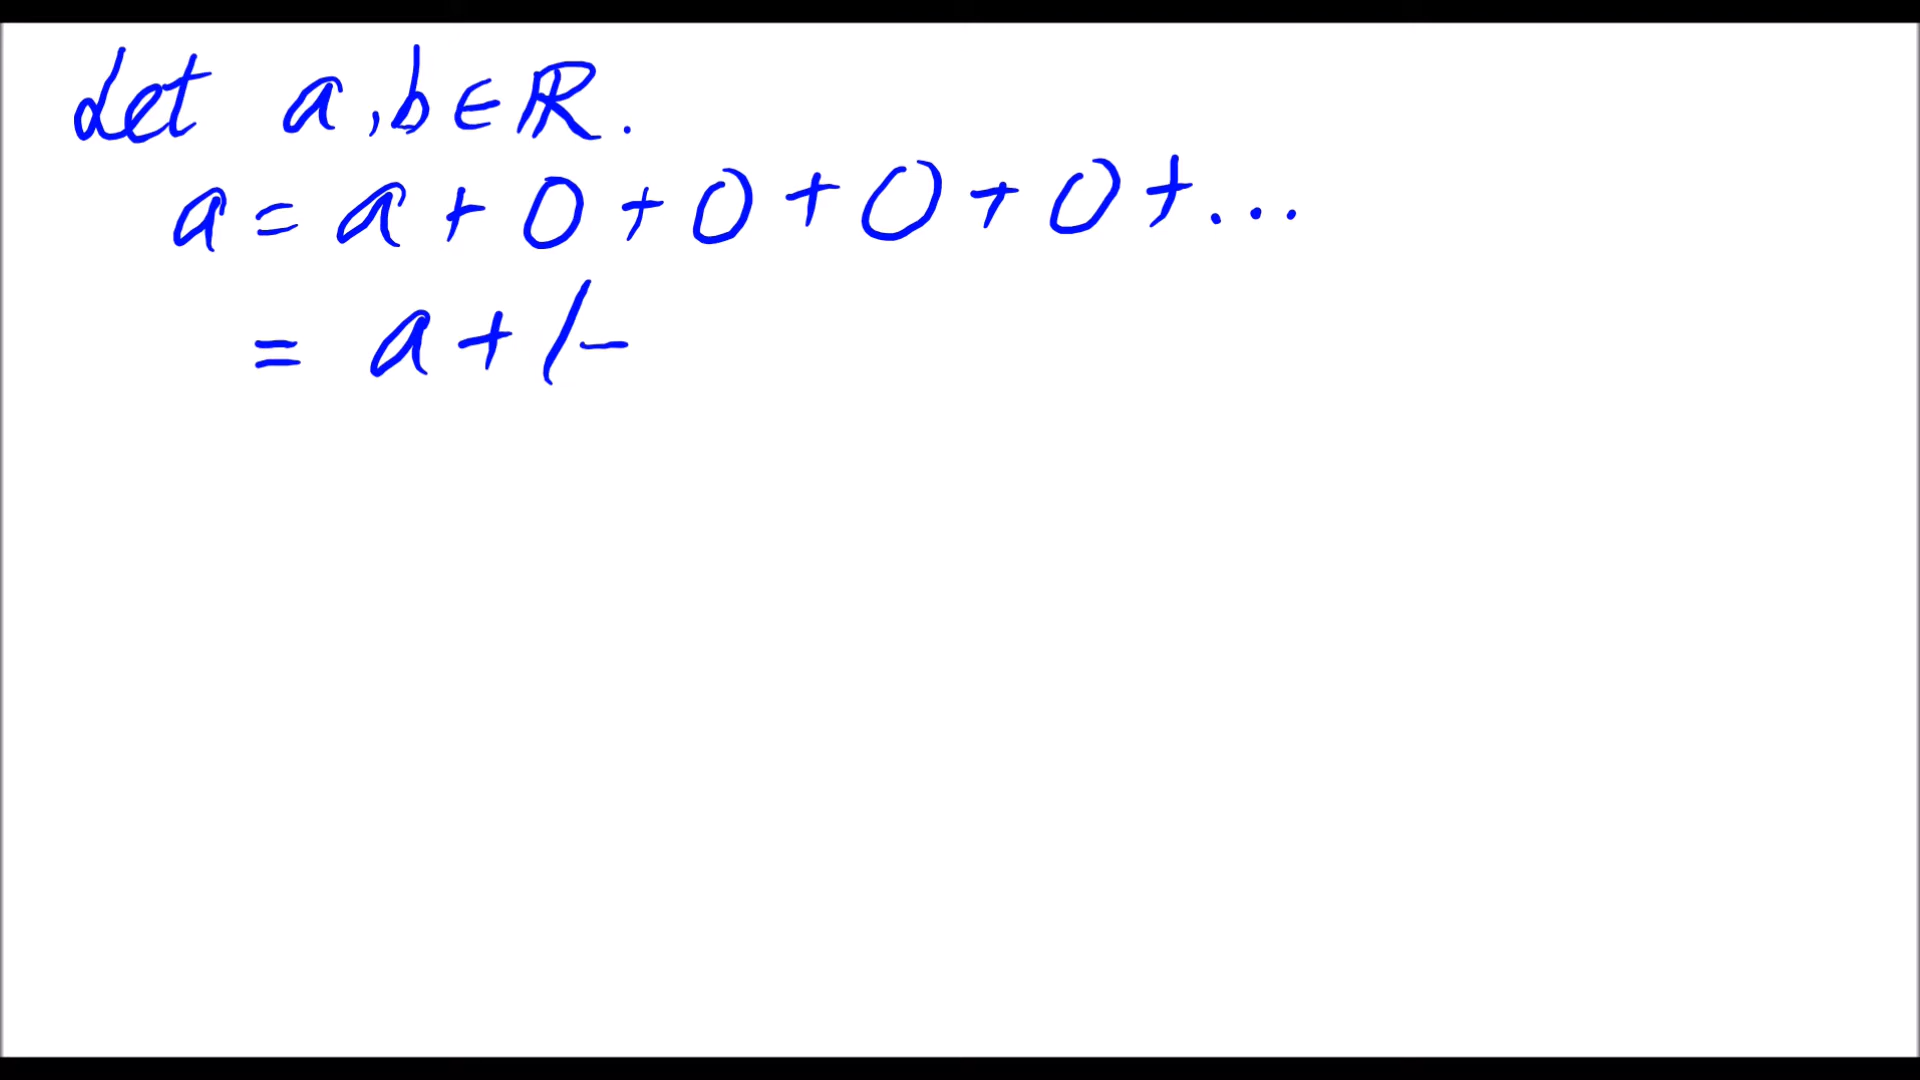 Let a, b ∈ ℝ.
a = a + 0 + 0 + 0 + 0 + ...
= a + (-